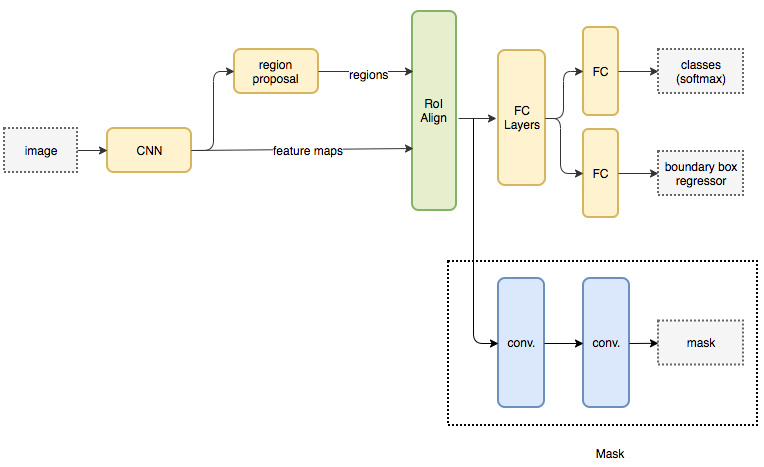 image
CNN
region
proposal
regions
feature maps
RoI
Align
FC
Layers
FC
classes
(softmax)
FC
boundary box
regressor
conv.
conv.
mask
Mask